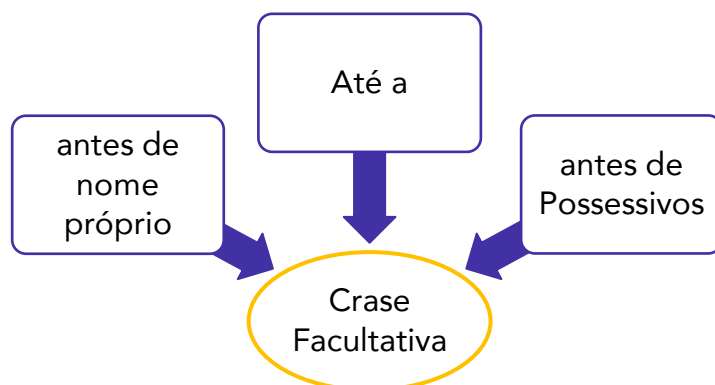 Até a
antes de
nome
próprio
antes de
Possessivos
Crase
Facultativa